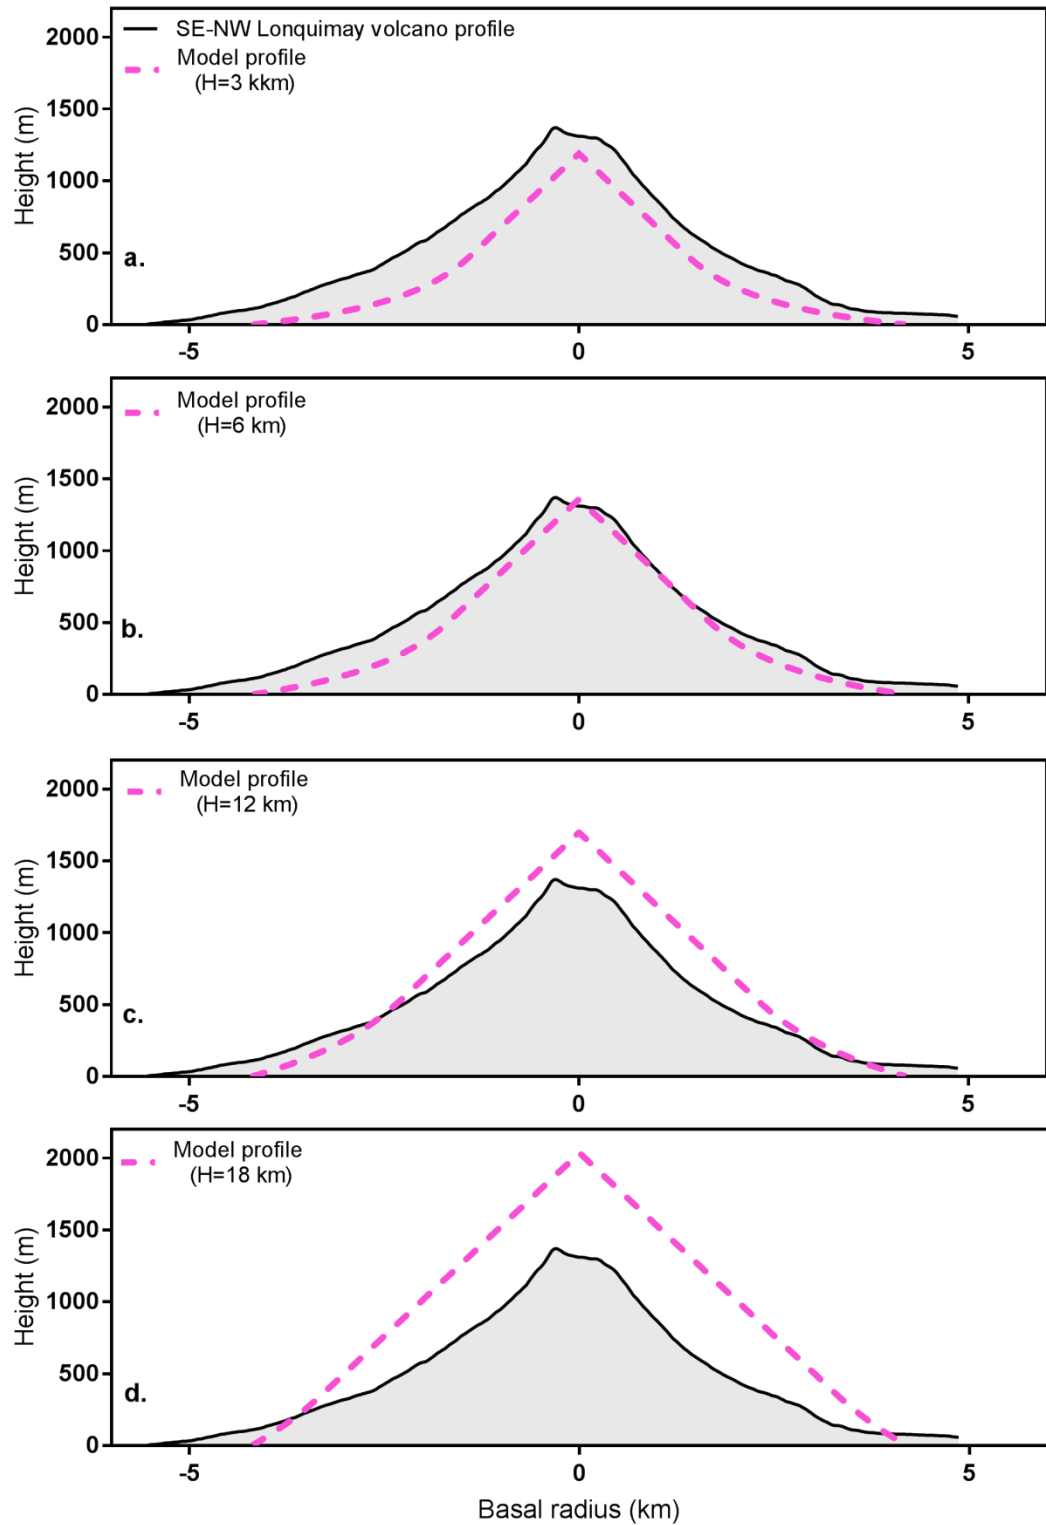 2000
SE-NW Lonquimay volcano profile
Model profile
(H=3 kkm)
1500
1000
500
0
Height (m)
a.
-5
0
5
2000
Model profile
(H=6 km)
1500
1000
500
0
Height (m)
b.
-5
0
5
2000
Model profile
(H=12 km)
1500
1000
500
0
Height (m)
c.
-5
0
5
2000
Model profile
(H=18 km)
1500
1000
500
0
Height (m)
d.
-5
0
5
Basal radius (km)